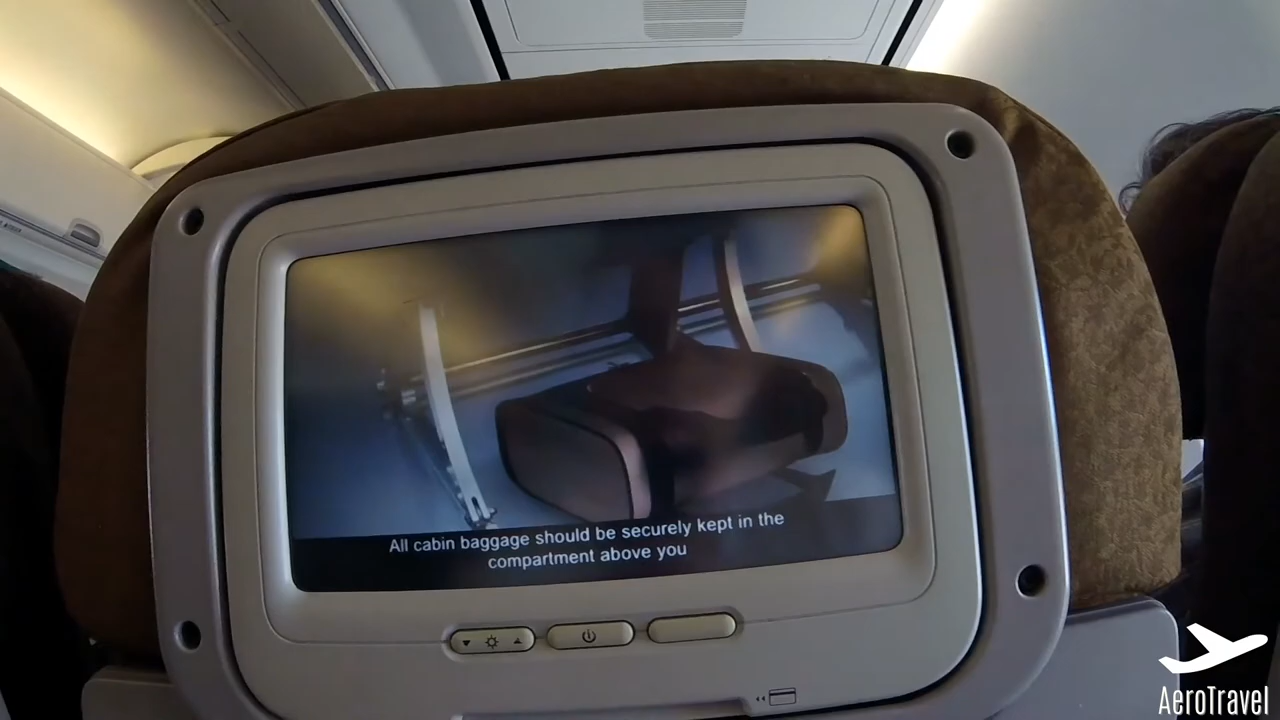 All cabin baggage should be securely kept in the
compartment above you
AeroTravel